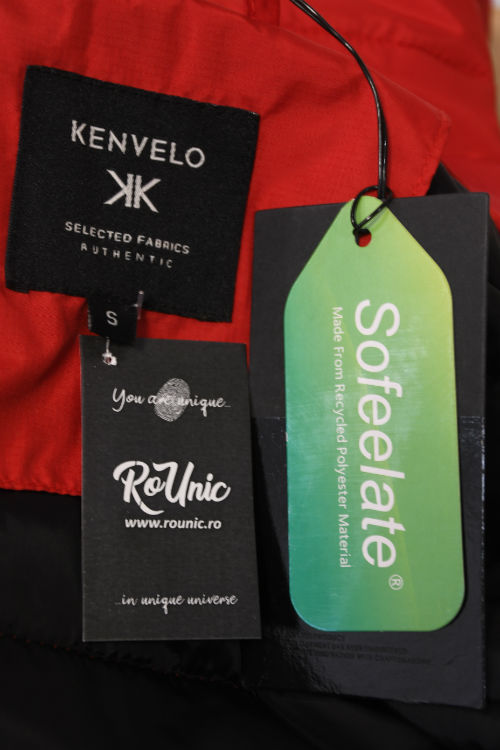 KENVELO
SELECTED FABRICS
AUTHENTIC
S
You are unique...
RoUnic
www.rounic.ro
...in unique universe
Sofeelate®
Made From Recycled Polyester Material